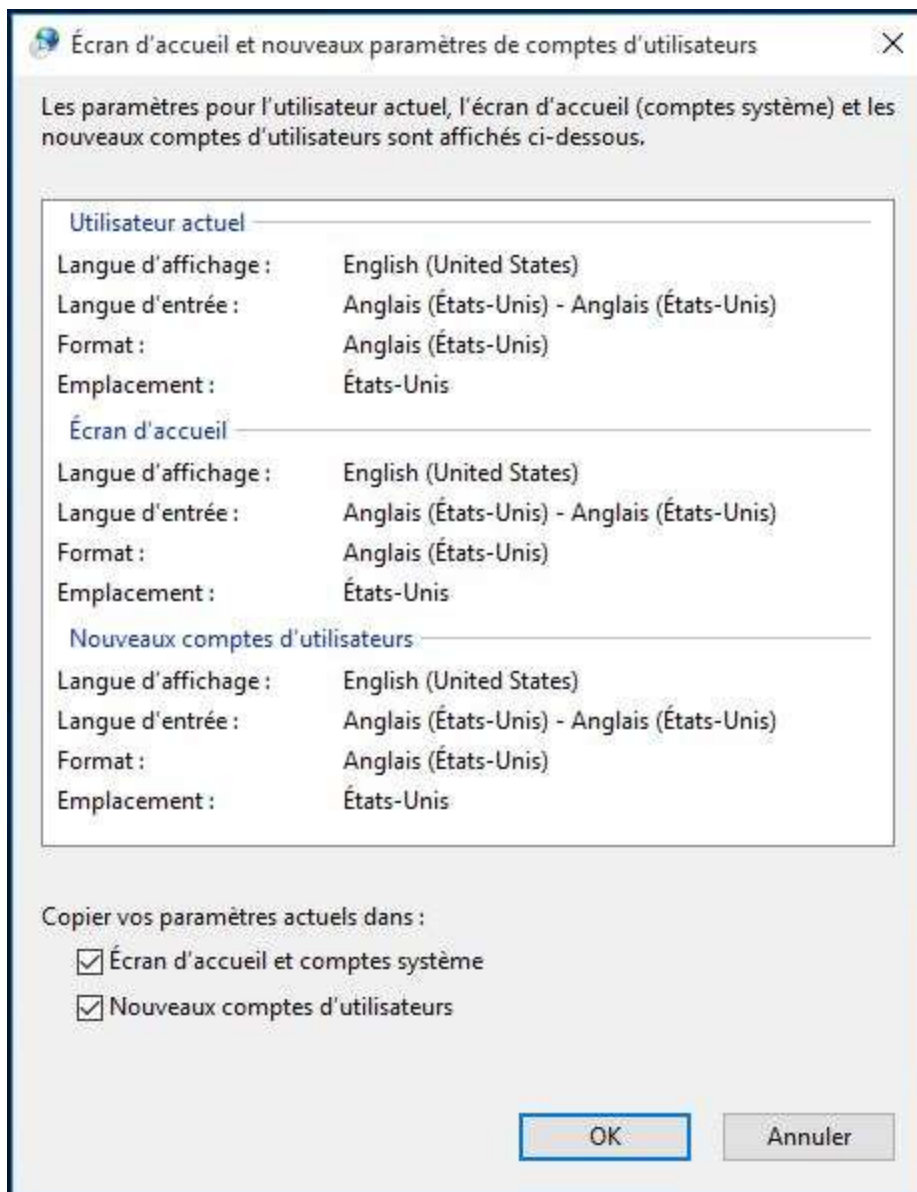 Écran d'accueil et nouveaux paramètres de comptes d'utilisateurs
Les paramètres pour l'utilisateur actuel, l'écran d'accueil (comptes système) et les
nouveaux comptes d'utilisateurs sont affichés ci-dessous.
Utilisateur actuel
Langue d'affichage : English (United States)
Langue d'entrée : Anglais (États-Unis) - Anglais (États-Unis)
Format : Anglais (États-Unis)
Emplacement : États-Unis
Écran d'accueil
Langue d'affichage : English (United States)
Langue d'entrée : Anglais (États-Unis) - Anglais (États-Unis)
Format : Anglais (États-Unis)
Emplacement : États-Unis
Nouveaux comptes d'utilisateurs
Langue d'affichage : English (United States)
Langue d'entrée : Anglais (États-Unis) - Anglais (États-Unis)
Format : Anglais (États-Unis)
Emplacement : États-Unis
Copier vos paramètres actuels dans :
Écran d'accueil et comptes système
Nouveaux comptes d'utilisateurs
OK Annuler